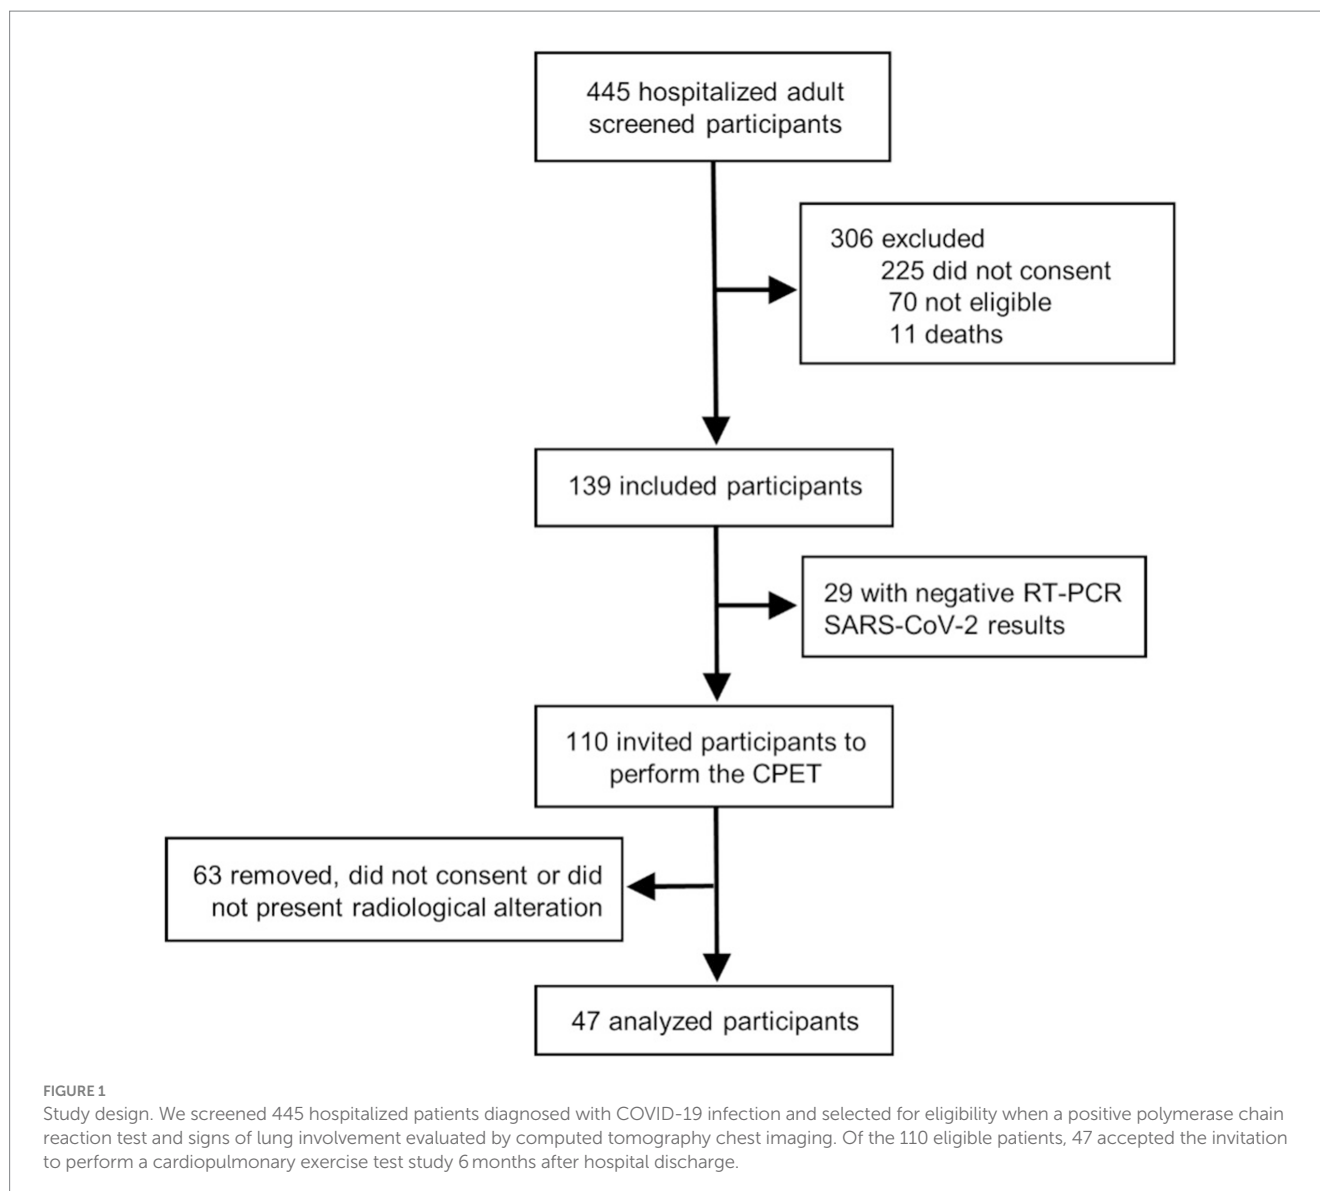 445 hospitalized adult
screened participants
306 excluded
225 did not consent
70 not eligible
11 deaths
139 included participants
29 with negative RT-PCR
SARS-CoV-2 results
110 invited participants to
perform the CPET
63 removed, did not consent or did
not present radiological alteration
47 analyzed participants
FIGURE 1
Study design. We screened 445 hospitalized patients diagnosed with COVID-19 infection and selected for eligibility when a positive polymerase chain
reaction test and signs of lung involvement evaluated by computed tomography chest imaging. Of the 110 eligible patients, 47 accepted the invitation
to perform a cardiopulmonary exercise test study 6 months after hospital discharge.